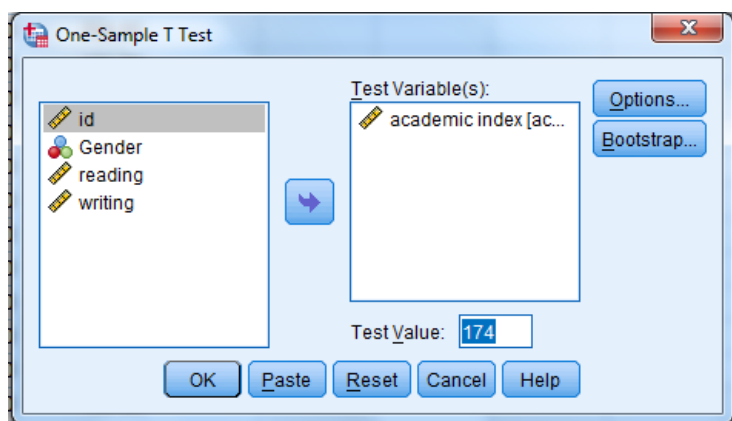 One-Sample T Test
id
Gender
reading
writing
Test Variable(s):
academic index [ac...
Test Value: 174
Options...
Bootstrap...
OK Paste Reset Cancel Help